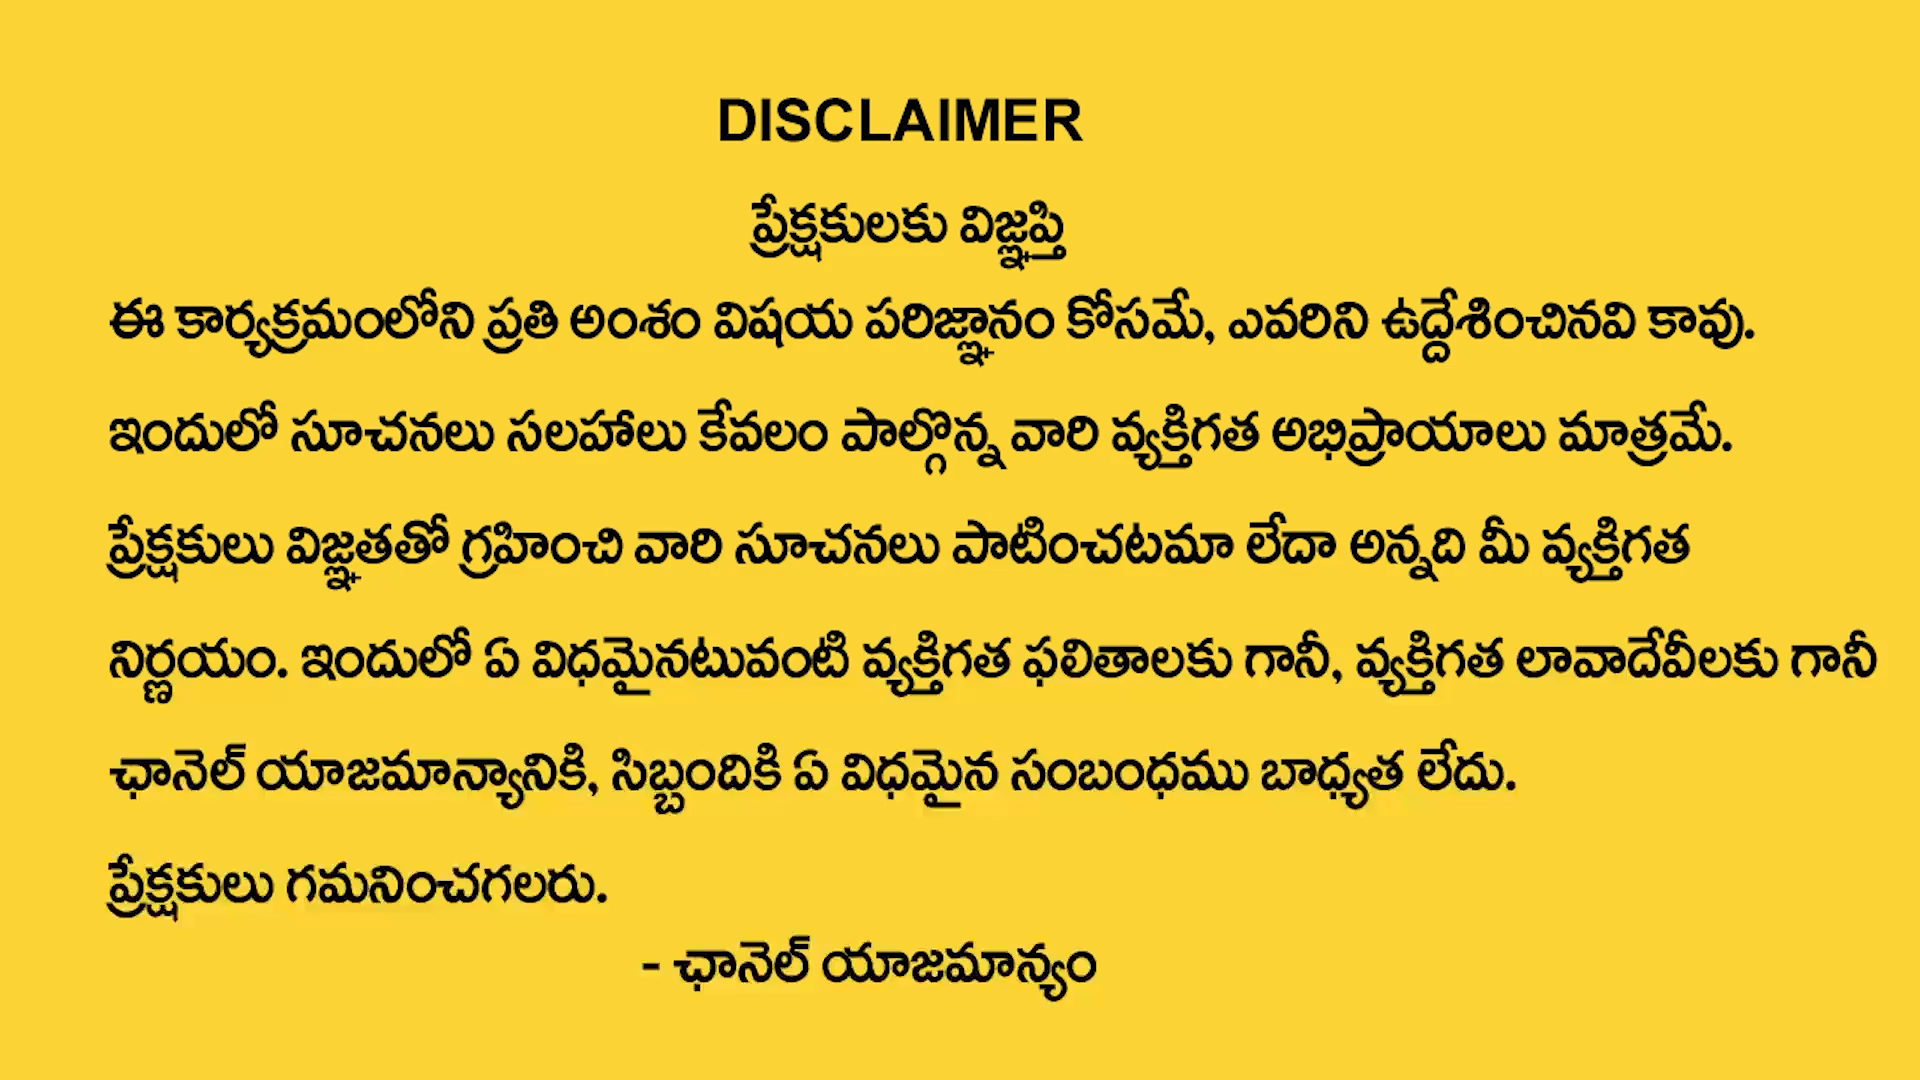 DISCLAIMER
ప్రేక్షకులకు విజ్ఞప్తి
ఈ కార్యక్రమంలోని ప్రతి అంశం విషయ పరిజ్ఞానం కోసమే, ఎవరిని ఉద్దేశించినవి కావు.
ఇందులో సూచనలు సలహాలు కేవలం పాల్గొన్న వారి వ్యక్తిగత అభిప్రాయాలు మాత్రమే.
ప్రేక్షకులు విజ్ఞతతో గ్రహించి వారి సూచనలు పాటించటమా లేదా అన్నది మీ వ్యక్తిగత
నిర్ణయం. ఇందులో ఏ విధమైనటువంటి వ్యక్తిగత ఫలితాలకు గానీ, వ్యక్తిగత లావాదేవీలకు గానీ
ఛానెల్ యాజమాన్యానికి, సిబ్బందికి ఏ విధమైన సంబంధము బాధ్యత లేదు.
ప్రేక్షకులు గమనించగలరు.
- ఛానెల్ యాజమాన్యం